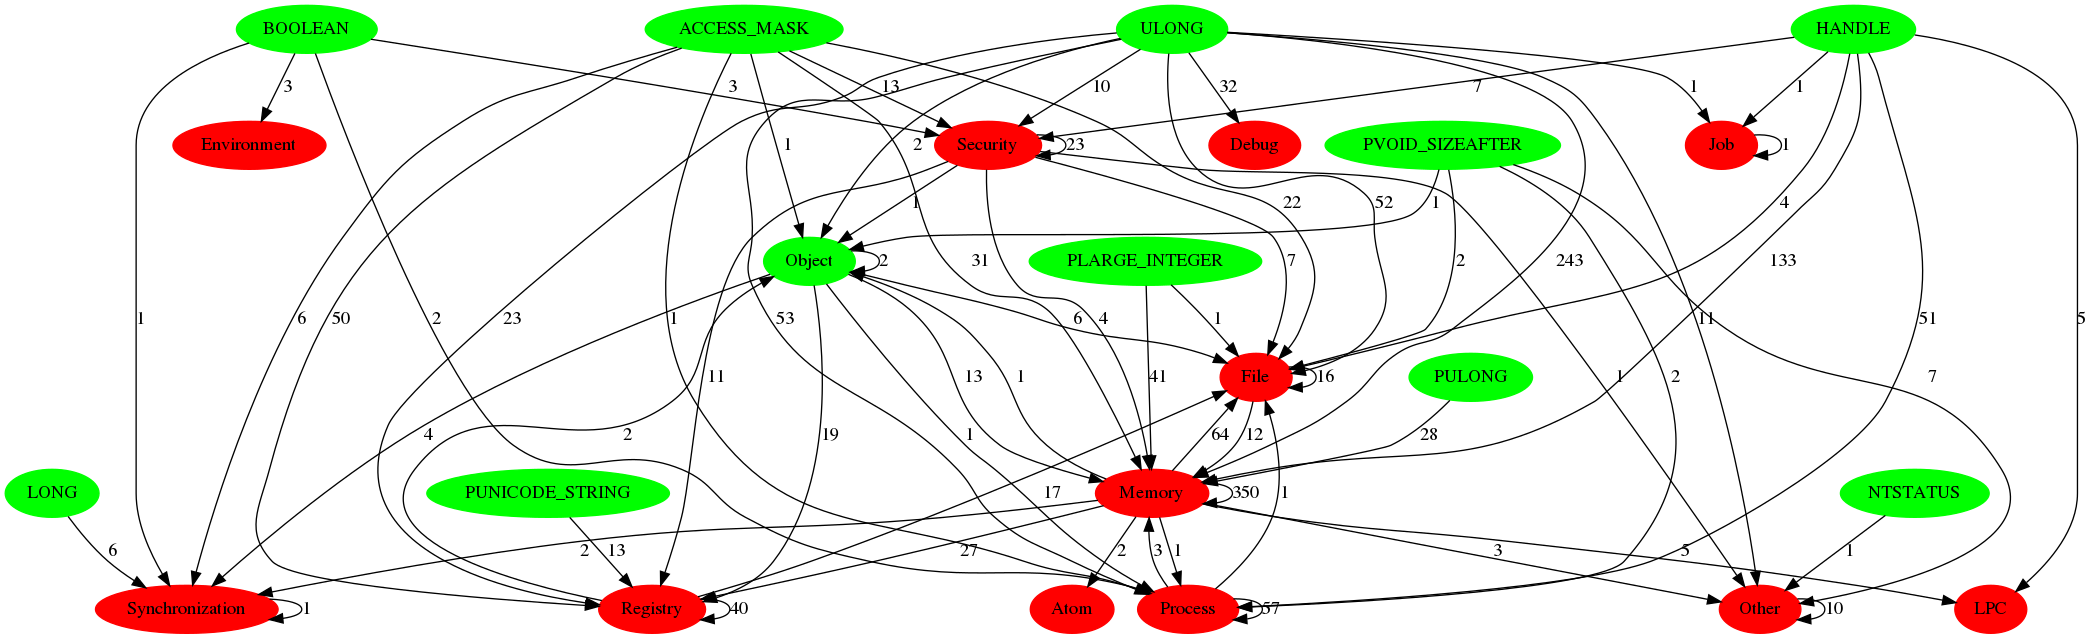 BOOLEAN
ACCESS_MASK
ULONG
HANDLE
3
3
13
10
32
7
1
1
Environment
1
Security
23
2
Debug
PVOID_SIZEAFTER
Job
1
1
22
52
1
4
Object
2
31
PLARGE_INTEGER
7
2
243
133
1
6
50
2
23
1
53
6
4
1
11
51
5
11
13
1
File
16
PULONG
1
2
7
4
2
19
1
41
64
12
28
LONG
PUNICODE_STRING
17
Memory
350
1
NTSTATUS
6
13
2
27
2
1
3
3
5
1
Synchronization
1
Registry
40
Atom
Process
57
Other
10
LPC